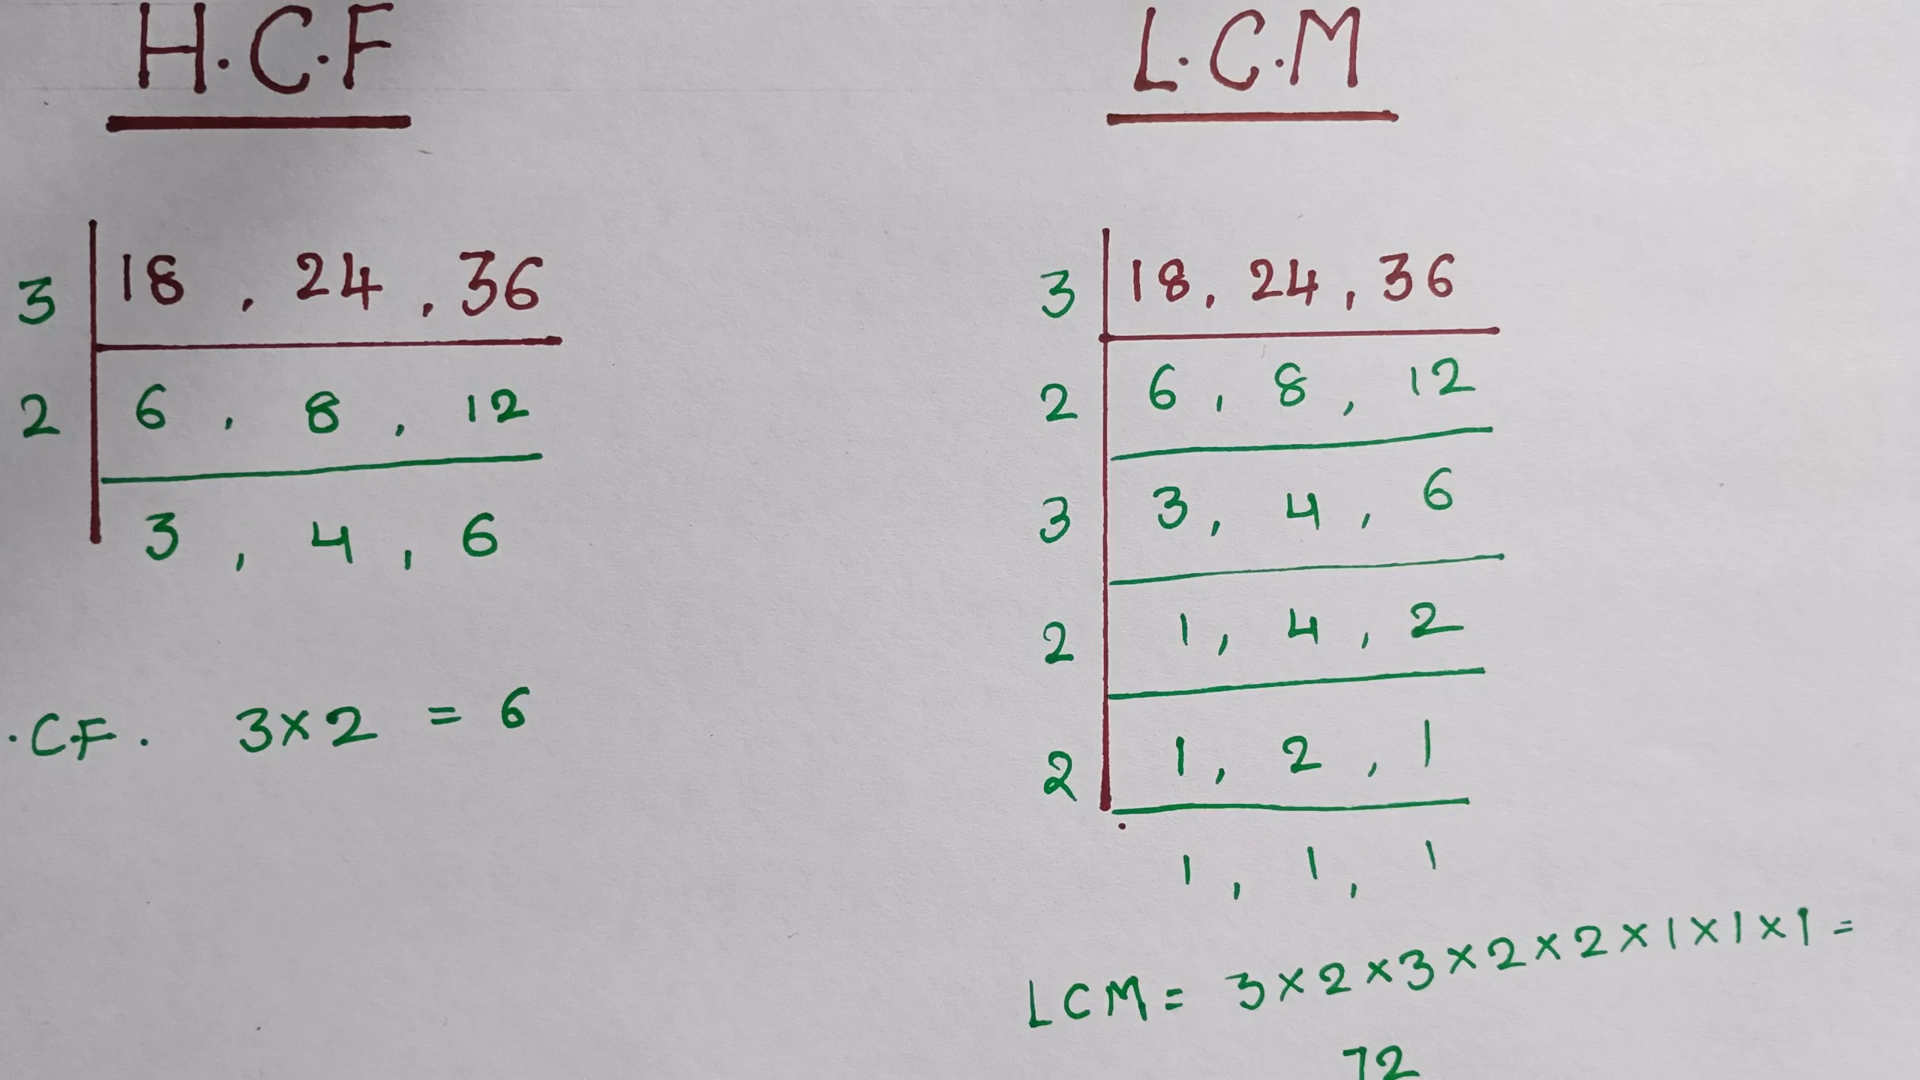 H.C.F
3 18, 24, 36
2 6, 8, 12
3, 4, 6
.CF. 3×2 = 6
L.C.M
3 18, 24, 36
2 6, 8, 12
3 3, 4, 6
2 1, 4, 2
2 1, 2, 1
1, 1, 1
LCM = 3×2×3×2×2×1×1×1=
72